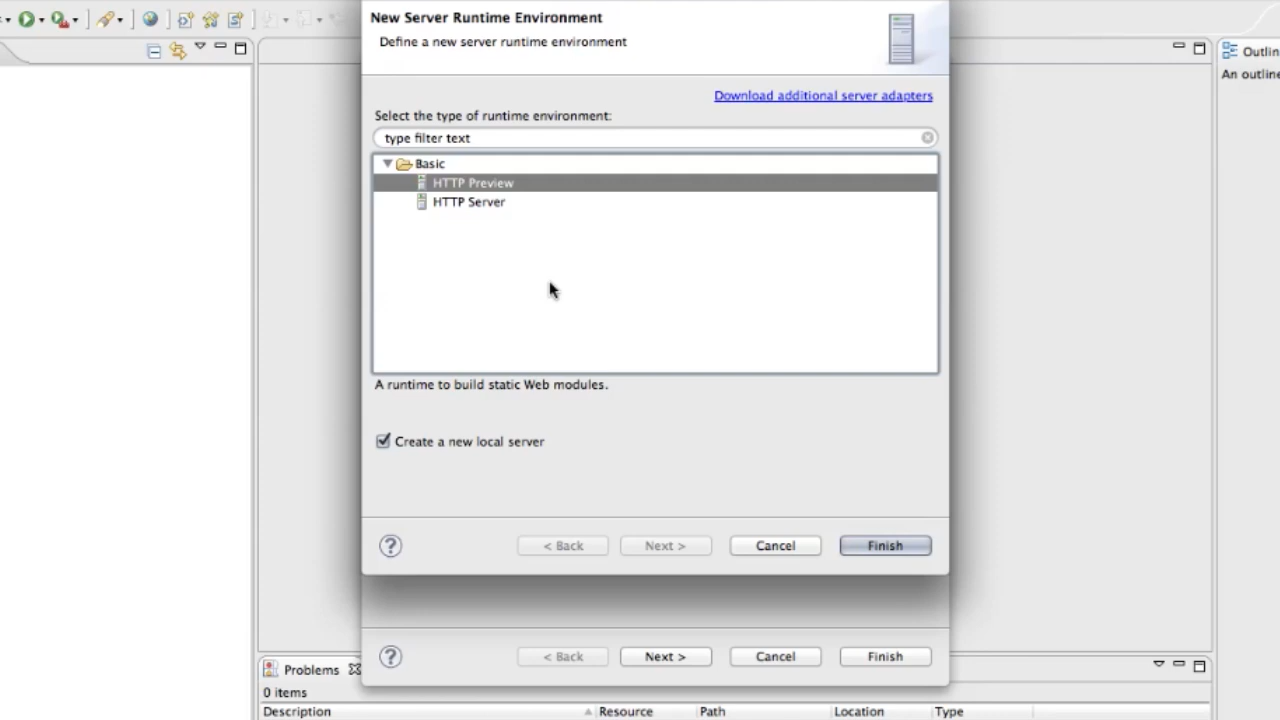 New Server Runtime Environment
Define a new server runtime environment
Outlin
An outline
Download additional server adapters
Select the type of runtime environment:
type filter text
Basic
HTTP Preview
HTTP Server
A runtime to build static Web modules.
Create a new local server
? < Back Next > Cancel Finish
? < Back Next > Cancel Finish
Problems
0 items
Description Resource Path Location Type